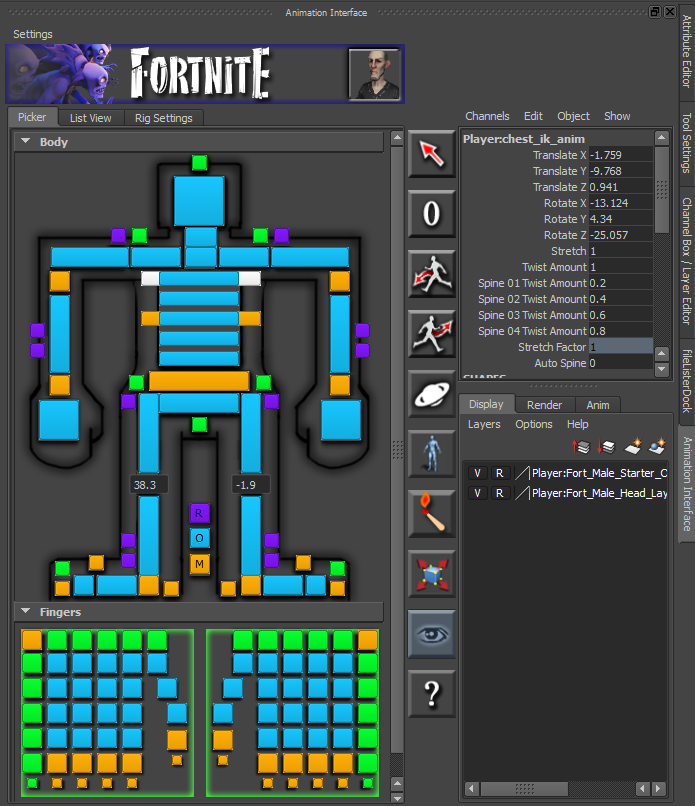 Animation Interface
Settings
FORTNITE
Picker List View Rig Settings
Body
38.3 -1.9
R
O
M
Fingers
0
?
Channels Edit Object Show
Player:chest_ik_anim
Translate X -1.759
Translate Y -9.768
Translate Z 0.941
Rotate X -13.124
Rotate Y 4.34
Rotate Z -25.057
Stretch 1
Twist Amount 1
Spine 01 Twist Amount 0.2
Spine 02 Twist Amount 0.4
Spine 03 Twist Amount 0.6
Spine 04 Twist Amount 0.8
Stretch Factor 1
Auto Spine 0
Display Render Anim
Layers Options Help
V R Player:Fort_Male_Starter_O
V R Player:Fort_Male_Head_Lay
Attribute Editor
Tool Settings
Channel Box / Layer Editor
fileListerDock
Animation Interface